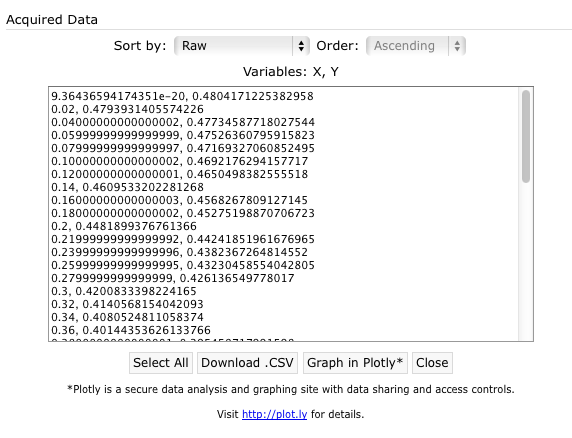 Acquired Data
Sort by: Raw Order: Ascending
Variables: X, Y
9.36436594174351e-20, 0.4804171225382958
0.02, 0.4793931405574226
0.04000000000000002, 0.47734587718027544
0.05999999999999999, 0.47526360795915823
0.07999999999999997, 0.47169327060852495
0.10000000000000002, 0.4692176294157717
0.12000000000000001, 0.4650498382555518
0.14, 0.4609533202281268
0.16000000000000003, 0.4568267809127145
0.18000000000000002, 0.45275198870706723
0.2, 0.4481899376761366
0.21999999999999992, 0.44241851961676965
0.23999999999999996, 0.4382367264814552
0.25999999999999995, 0.43230458554042805
0.2799999999999999, 0.426136549778017
0.3, 0.4200833398224165
0.32, 0.4140568154042093
0.34, 0.4080524811058374
0.36, 0.40144353626133766
Select All Download .CSV Graph in Plotly* Close
*Plotly is a secure data analysis and graphing site with data sharing and access controls.
Visit http://plot.ly for details.